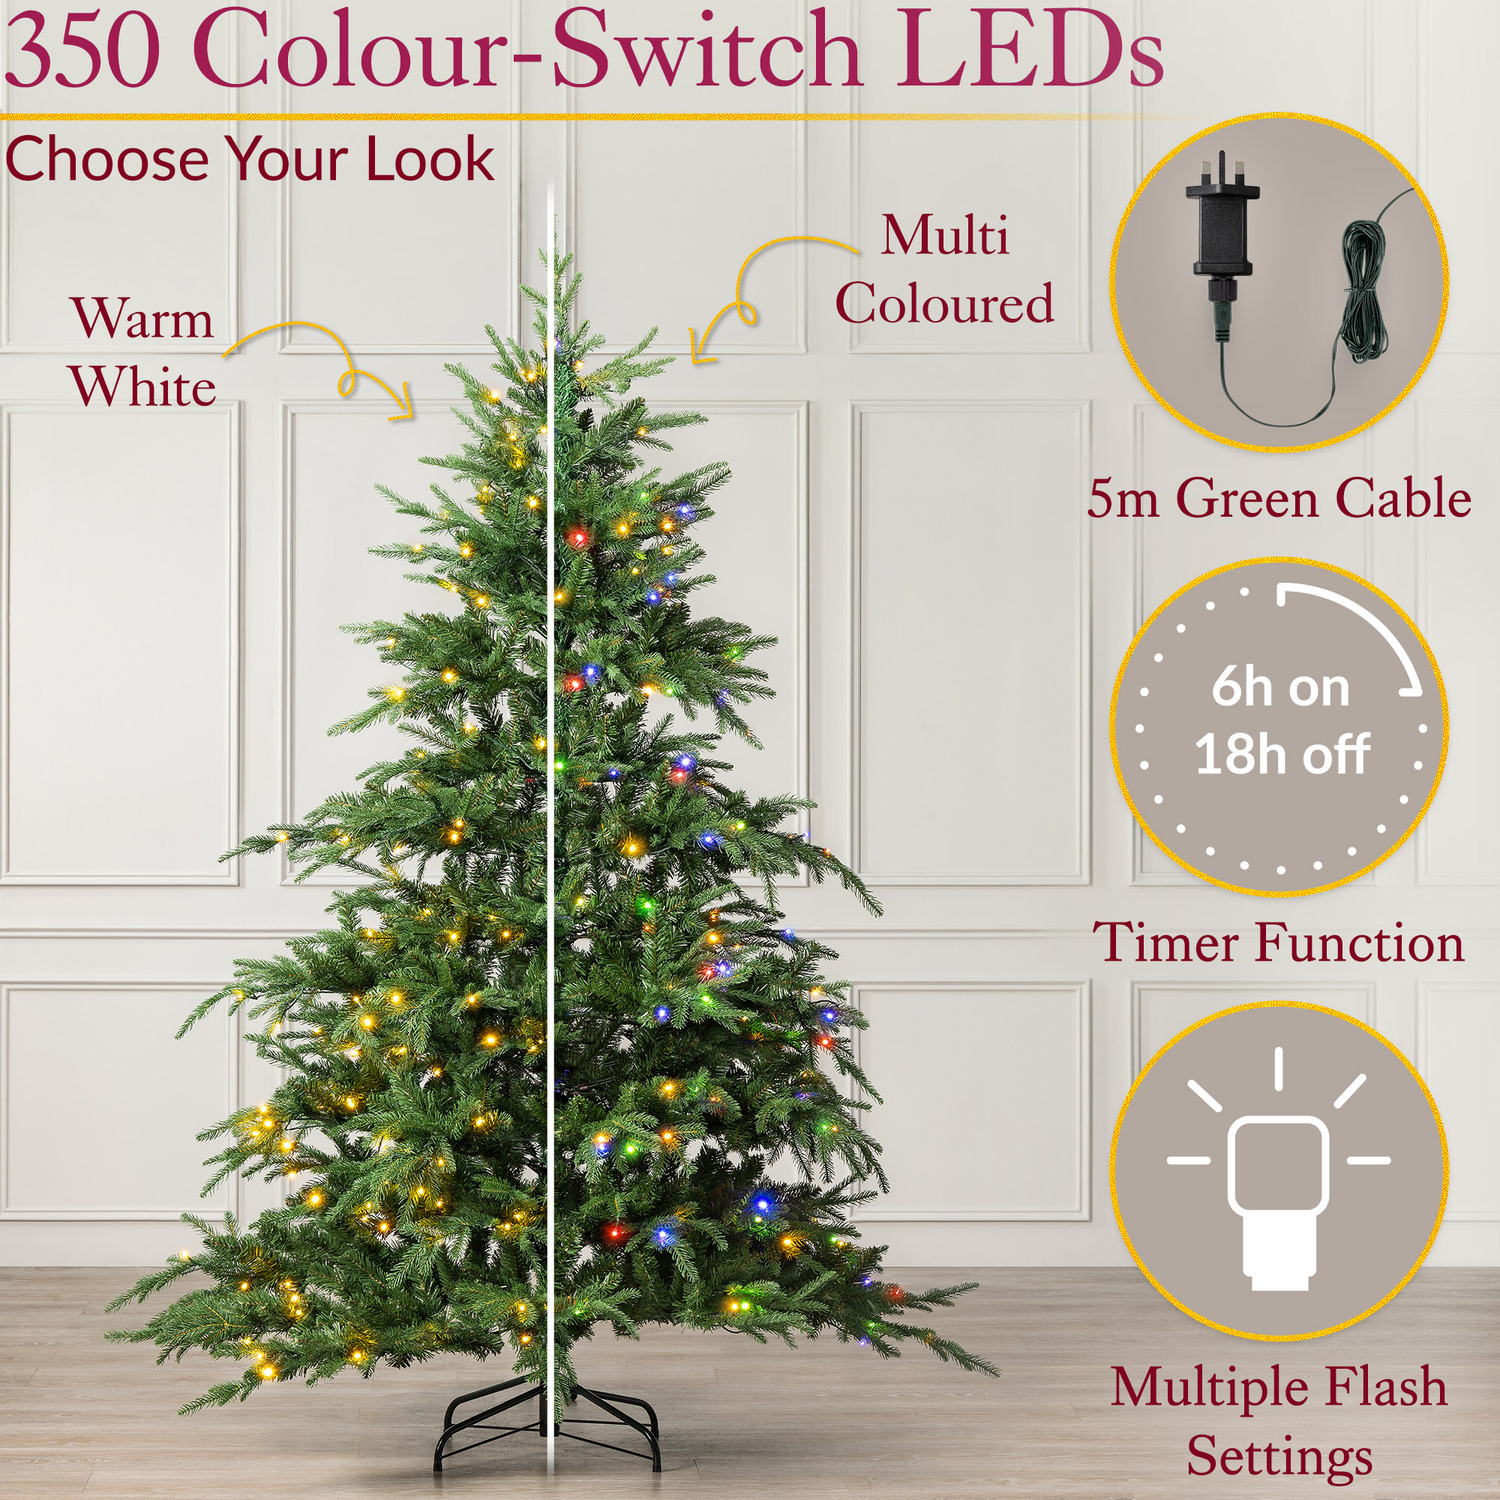 350 Colour-Switch LEDs
Choose Your Look
Warm
White
Multi
Coloured
5m Green Cable
6h on
18h off
Timer Function
Multiple Flash
Settings